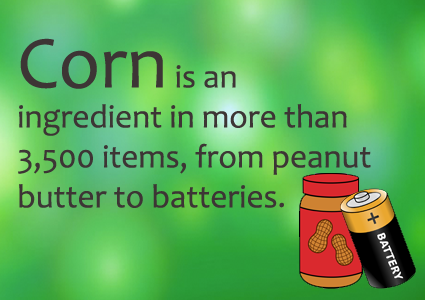 Corn is an
ingredient in more than
3,500 items, from peanut
butter to batteries.
+
BATTERY